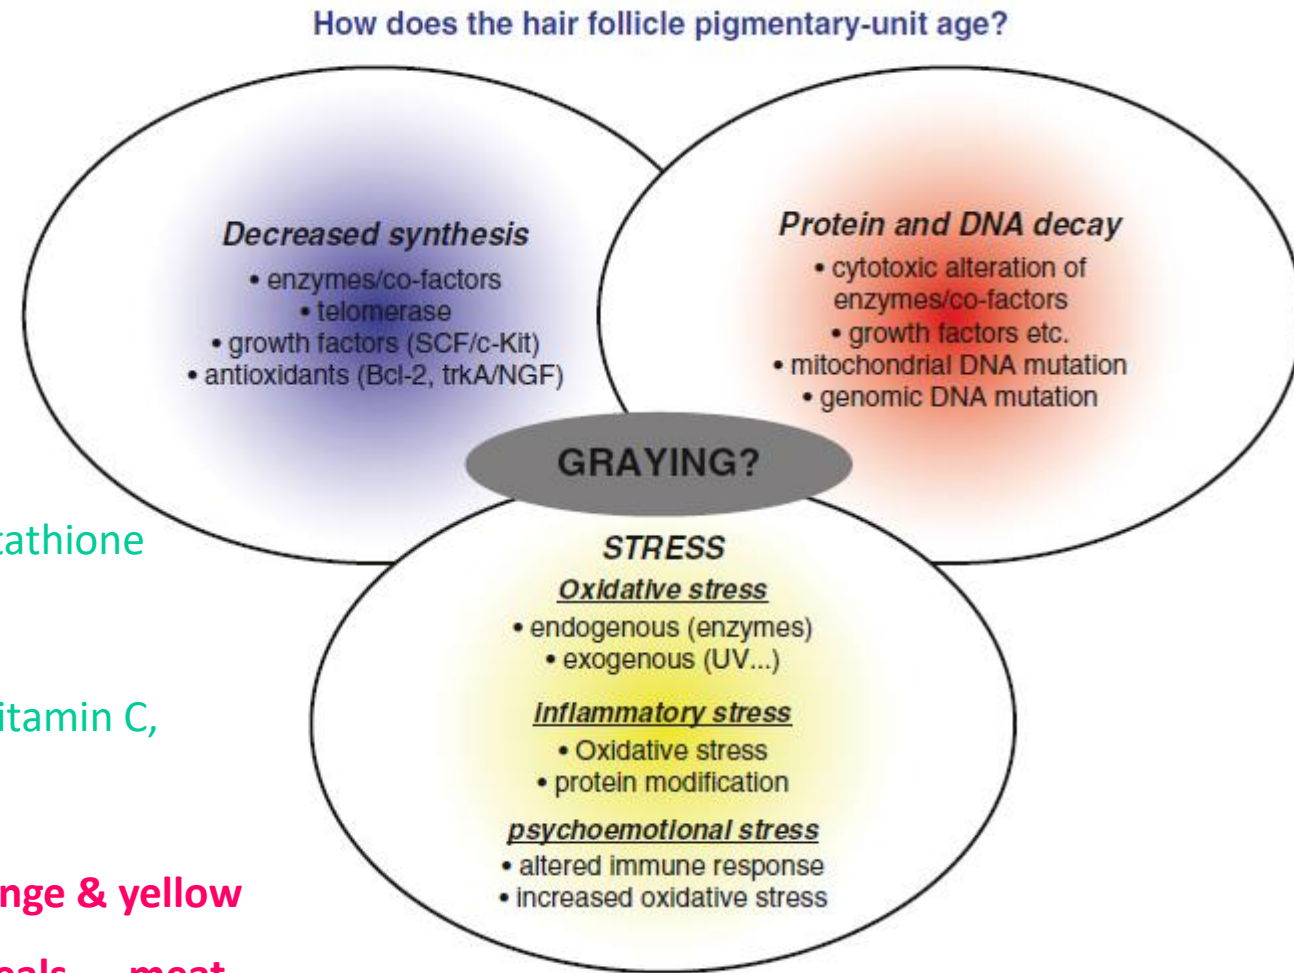 How does the hair follicle pigmentary-unit age?
Decreased synthesis
• enzymes/co-factors
• telomerase
• growth factors (SCF/c-Kit)
• antioxidants (Bcl-2, trkA/NGF)
Protein and DNA decay
• cytotoxic alteration of
enzymes/co-factors
• growth factors etc.
• mitochondrial DNA mutation
• genomic DNA mutation
GRAYING?
STRESS
Oxidative stress
• endogenous (enzymes)
• exogenous (UV...)
inflammatory stress
• Oxidative stress
• protein modification
psychoemotional stress
• altered immune response
• increased oxidative stress
tathione
itamin C,
nge & yellow
meat